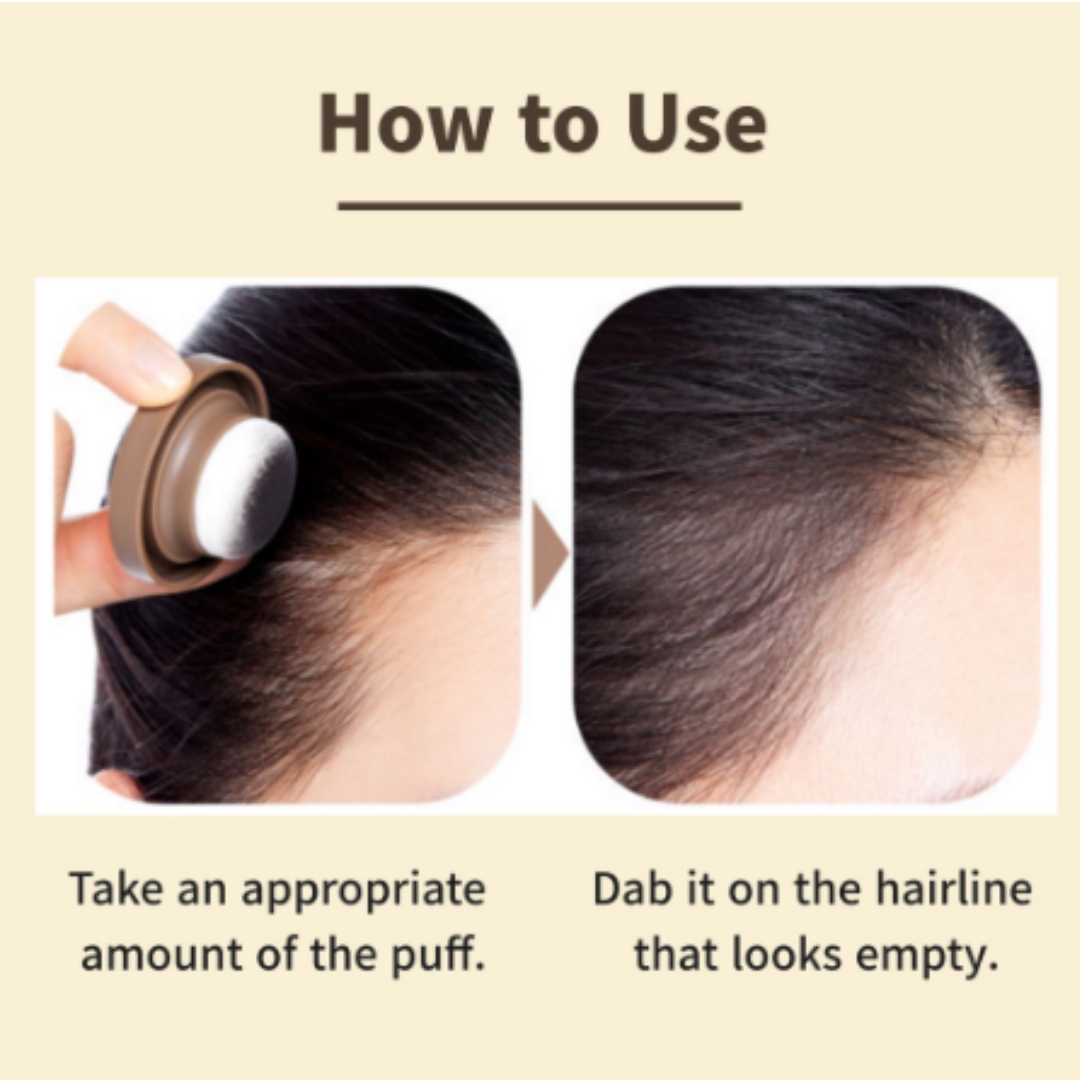 How to Use
Take an appropriate
amount of the puff.
Dab it on the hairline
that looks empty.